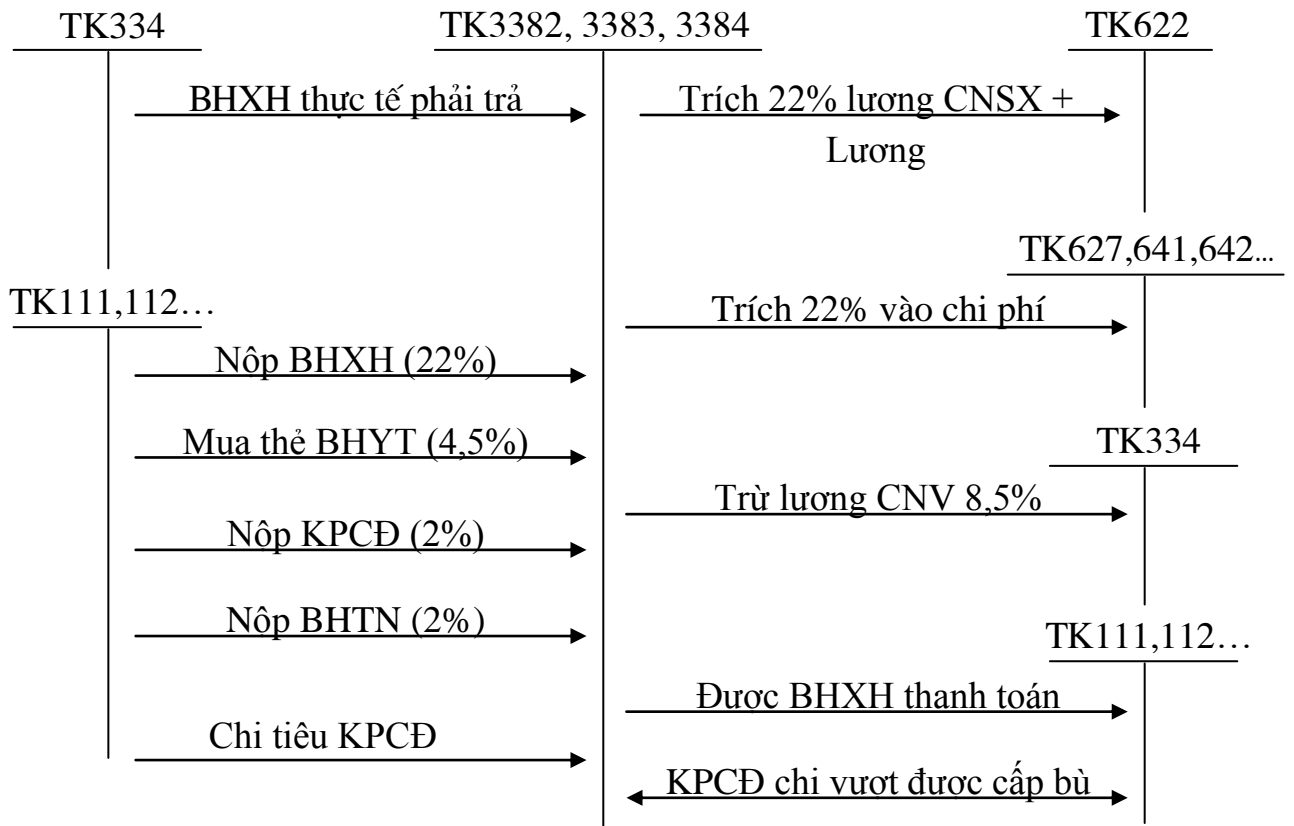 TK334
TK3382, 3383, 3384
TK622
BHXH thực tế phải trả
Trích 22% lương CNSX +
Lương
TK627,641,642...
TK111,112…
Trích 22% vào chi phí
Nộp BHXH (22%)
Mua thẻ BHYT (4,5%)
TK334
Trừ lương CNV 8,5%
Nộp KPCĐ (2%)
Nộp BHTN (2%)
TK111,112…
Được BHXH thanh toán
Chi tiêu KPCĐ
KPCĐ chi vượt được cấp bù